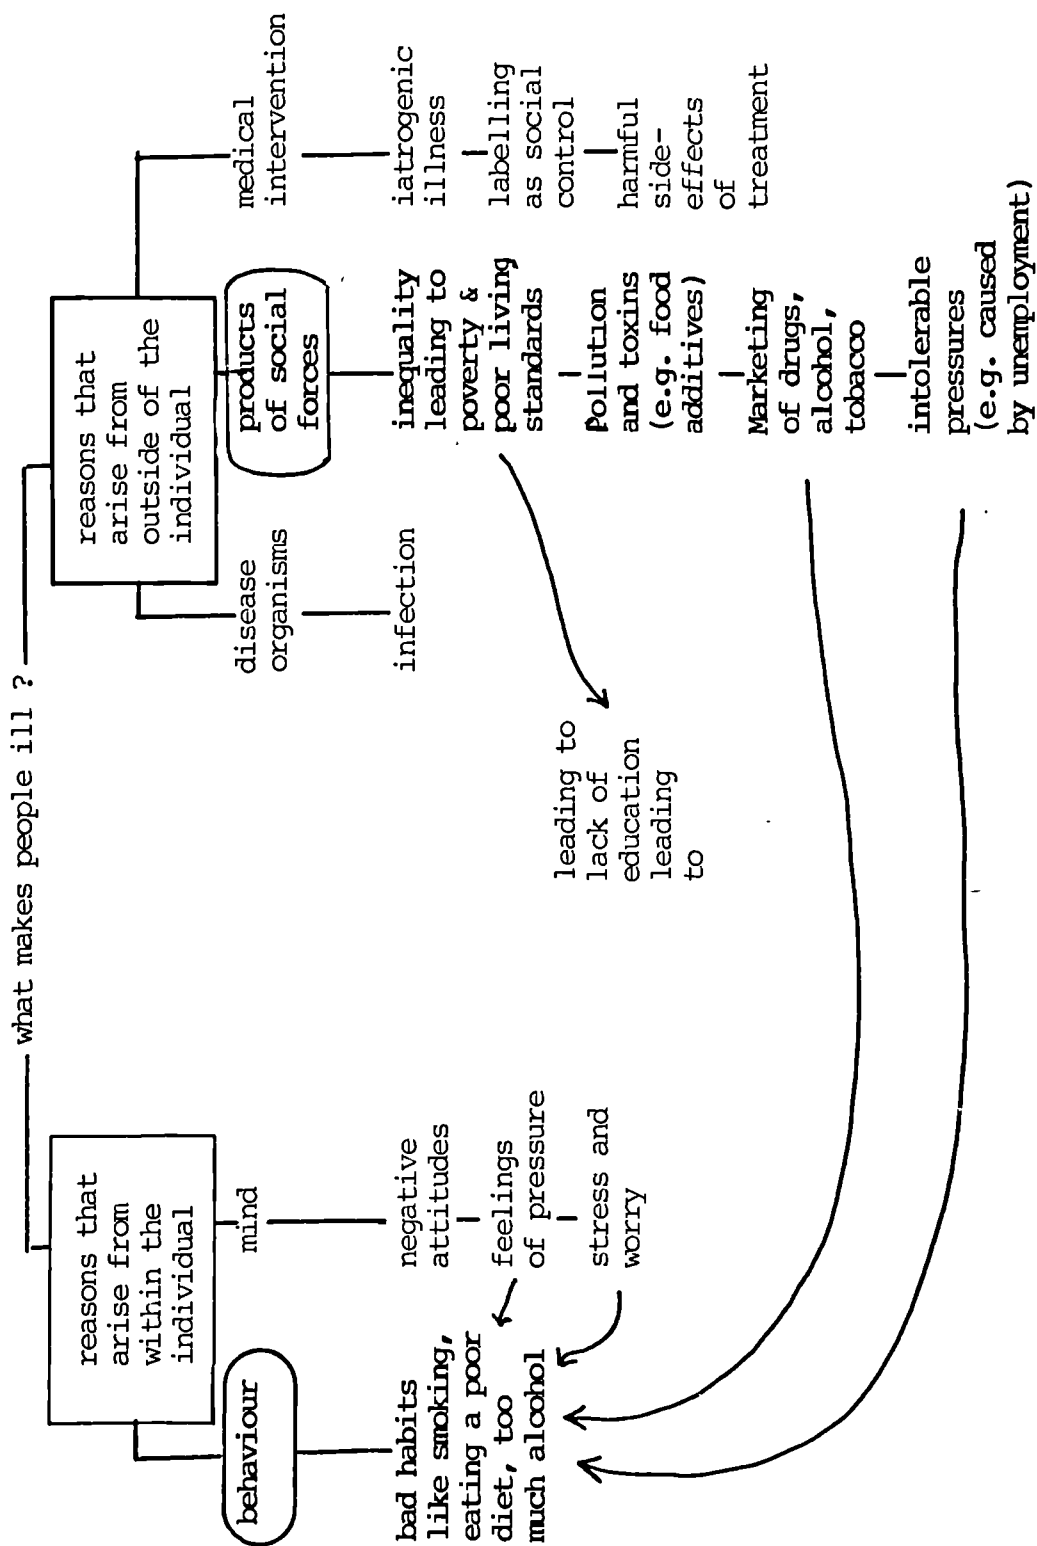 what makes people ill ?
reasons that
arise from
within the
individual
behaviour
bad habits
like smoking,
eating a poor
diet, too
much alcohol
mind
negative
attitudes
feelings
of pressure
stress and
worry
reasons that
arise from
outside of the
individual
disease
organisms
infection
products
of social
forces
inequality
leading to
poverty &
poor living
standards
Pollution
and toxins
(e.g. food
additives)
Marketing
of drugs,
alcohol,
tobacco
intolerable
pressures
(e.g. caused
by unemployment)
medical
intervention
iatrogenic
illness
labelling
as social
control
harmful
side-
effects
of
treatment
leading to
lack of
education
leading
to